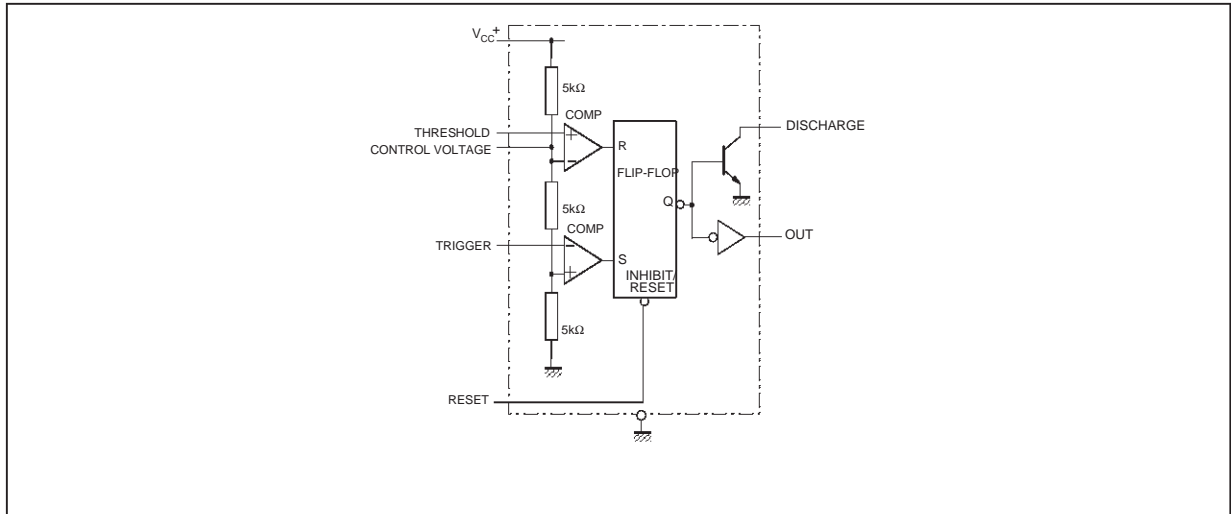 VCC+
5kΩ
COMP
THRESHOLD
+
DISCHARGE
CONTROL VOLTAGE
−
R
FLIP-FLOP
Q
5kΩ
COMP
TRIGGER
−
OUT
S
+
INHIBIT/
RESET
5kΩ
RESET